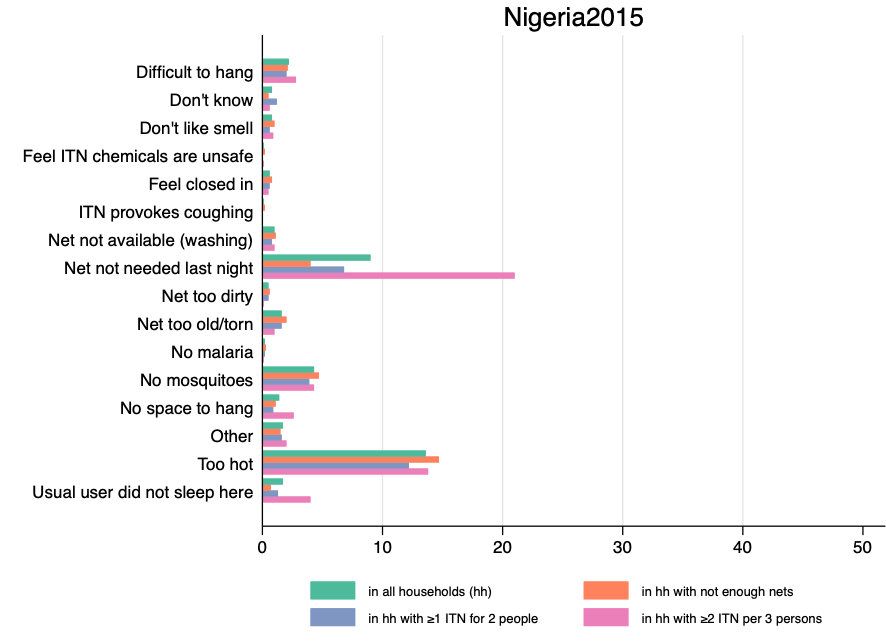 Nigeria2015
Difficult to hang
Don't know
Don't like smell
Feel ITN chemicals are unsafe
Feel closed in
ITN provokes coughing
Net not available (washing)
Net not needed last night
Net too dirty
Net too old/torn
No malaria
No mosquitoes
No space to hang
Other
Too hot
Usual user did not sleep here
0 10 20 30 40 50
in all households (hh) in hh with not enough nets
in hh with ≥1 ITN for 2 people in hh with ≥2 ITN per 3 persons